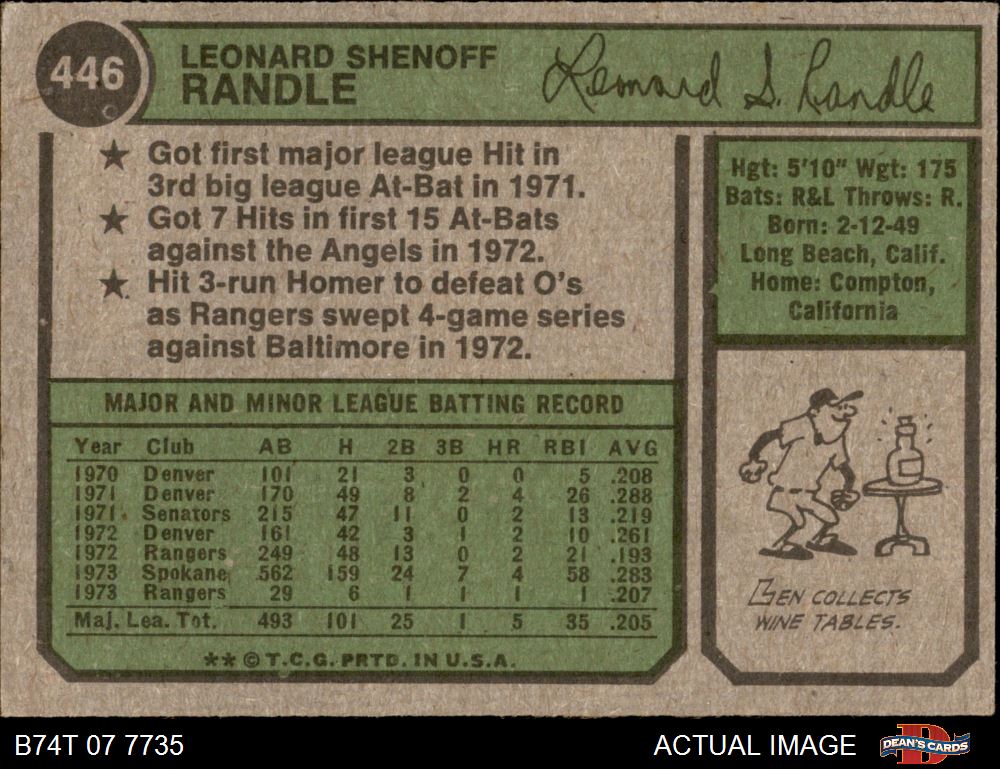 446
LEONARD SHENOFF
RANDLE
Leonard S. Randle
★ Got first major league Hit in
3rd big league At-Bat in 1971.
★ Got 7 Hits in first 15 At-Bats
against the Angels in 1972.
★ Hit 3-run Homer to defeat O's
as Rangers swept 4-game series
against Baltimore in 1972.
Hgt: 5'10" Wgt: 175
Bats: R&L Throws: R.
Born: 2-12-49
Long Beach, Calif.
Home: Compton,
California
MAJOR AND MINOR LEAGUE BATTING RECORD
Year Club AB H 2B 3B HR RBI AVG
1970 Denver 101 21 3 0 0 5 .208
1971 Denver 170 49 8 2 4 26 .288
1971 Senators 215 47 11 0 2 13 .219
1972 Denver 161 42 3 1 2 10 .261
1972 Rangers 249 48 13 0 2 21 .193
1973 Spokane 562 159 24 7 4 58 .283
1973 Rangers 29 6 1 1 1 1 .207
Maj. Lea. Tot. 493 101 25 1 5 35 .205
** © T.C.G. PRTD. IN U.S.A.
LEN COLLECTS
WINE TABLES.
B74T 07 7735
ACTUAL IMAGE
DEAN'S CARDS